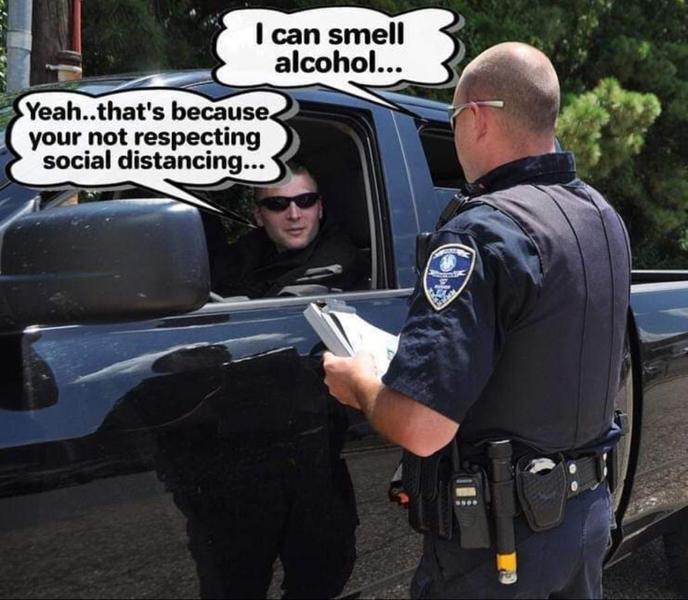 I can smell
alcohol...
Yeah..that's because
your not respecting
social distancing...